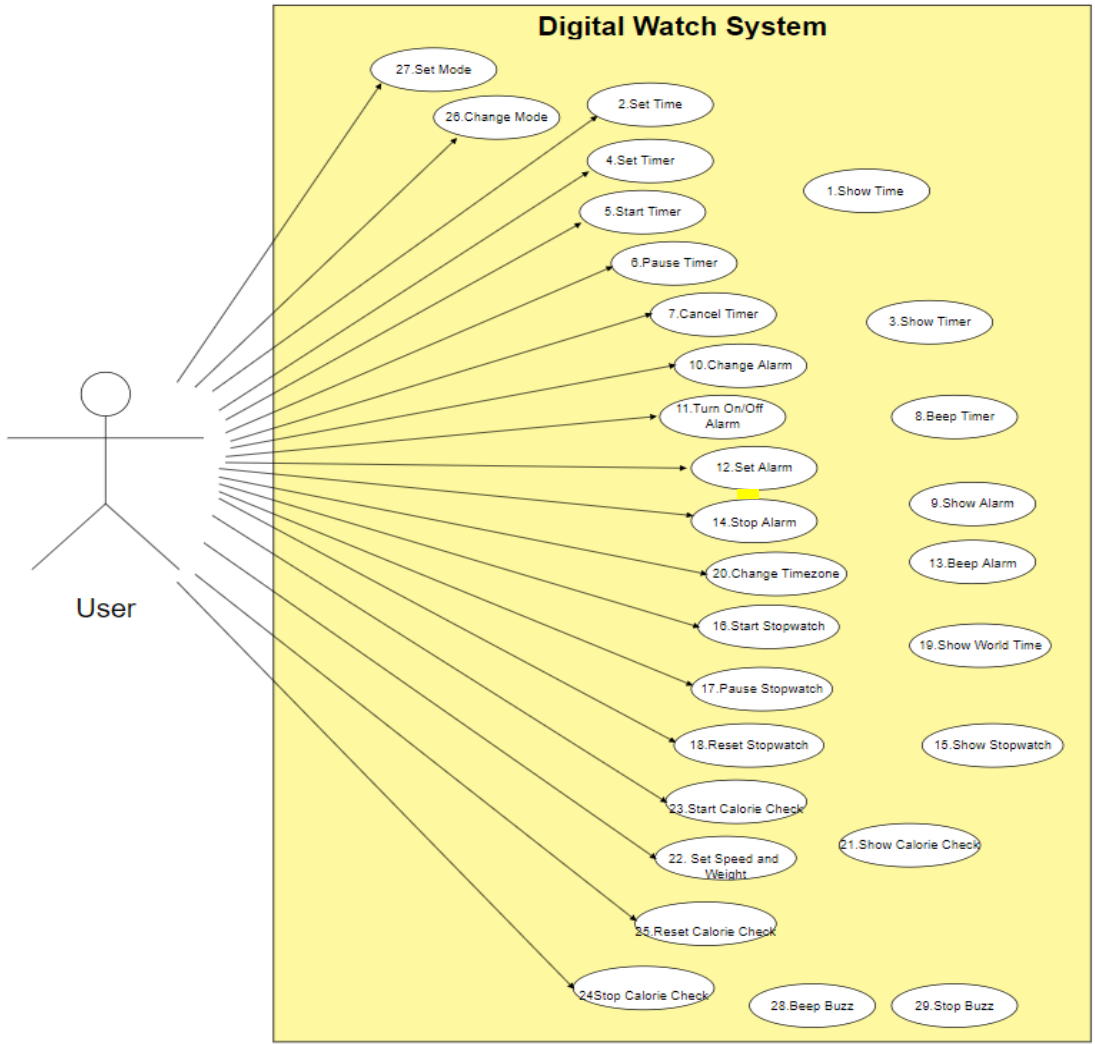 Digital Watch System
27.Set Mode
26.Change Mode
2.Set Time
4.Set Timer
1.Show Time
5.Start Timer
6.Pause Timer
7.Cancel Timer
3.Show Timer
10.Change Alarm
11.Turn On/Off
Alarm
8.Beep Timer
12.Set Alarm
9.Show Alarm
14.Stop Alarm
13.Beep Alarm
20.Change Timezone
User
16.Start Stopwatch
19.Show World Time
17.Pause Stopwatch
18.Reset Stopwatch
15.Show Stopwatch
23.Start Calorie Check
21.Show Calorie Check
22. Set Speed and
Weight
25.Reset Calorie Check
24Stop Calorie Check
28.Beep Buzz
29.Stop Buzz